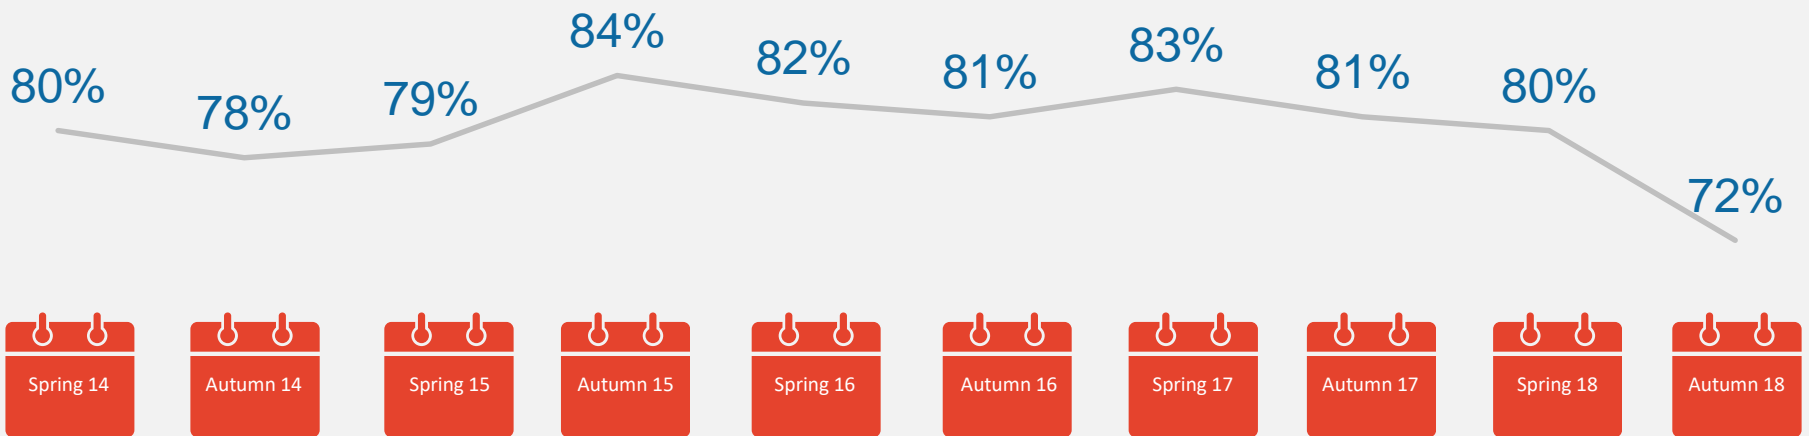 80%
78%
79%
84%
82%
81%
83%
81%
80%
72%
Spring 14
Autumn 14
Spring 15
Autumn 15
Spring 16
Autumn 16
Spring 17
Autumn 17
Spring 18
Autumn 18